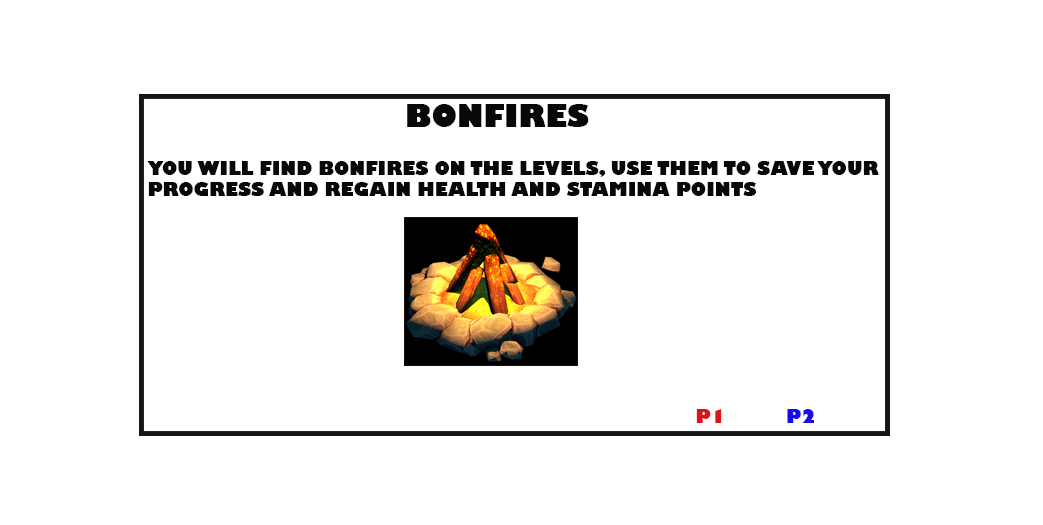 BONFIRES
YOU WILL FIND BONFIRES ON THE LEVELS, USE THEM TO SAVE YOUR
PROGRESS AND REGAIN HEALTH AND STAMINA POINTS
P1 P2